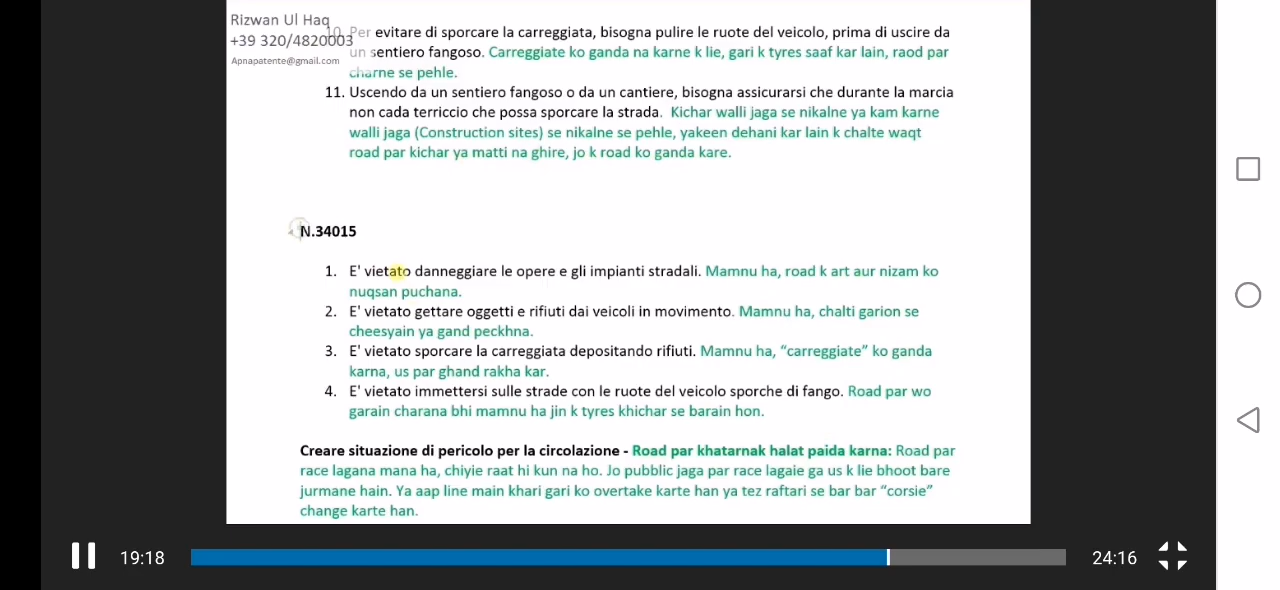 Rizwan Ul Haq
+39 320/4820003
Apnapatente@gmail.com
10. Per evitare di sporcare la carreggiata, bisogna pulire le ruote del veicolo, prima di uscire da
un sentiero fangoso. Carreggiate ko ganda na karne k lie, gari k tyres saaf kar lain, raod par
charne se pehle.
11. Uscendo da un sentiero fangoso o da un cantiere, bisogna assicurarsi che durante la marcia
non cada terriccio che possa sporcare la strada. Kichar walli jaga se nikalne ya kam karne
walli jaga (Construction sites) se nikalne se pehle, yakeen dehani kar lain k chalte waqt
road par kichar ya matti na ghire, jo k road ko ganda kare.
N.34015
1. E' vietato danneggiare le opere e gli impianti stradali. Mamnu ha, road k art aur nizam ko
nuqsan puchana.
2. E' vietato gettare oggetti e rifiuti dai veicoli in movimento. Mamnu ha, chalti garion se
cheesyain ya gand peckhna.
3. E' vietato sporcare la carreggiata depositando rifiuti. Mamnu ha, “carreggiate” ko ganda
karna, us par ghand rakha kar.
4. E' vietato immettersi sulle strade con le ruote del veicolo sporche di fango. Road par wo
garain charana bhi mamnu ha jin k tyres khichar se barain hon.
Creare situazione di pericolo per la circolazione - Road par khatarnak halat paida karna: Road par
race lagana mana ha, chiyie raat hi kun na ho. Jo pubblic jaga par race lagaie ga us k lie bhoot bare
jurmane hain. Ya aap line main khari gari ko overtake karte han ya tez raftari se bar bar “corsie”
change karte han.
19:18
24:16